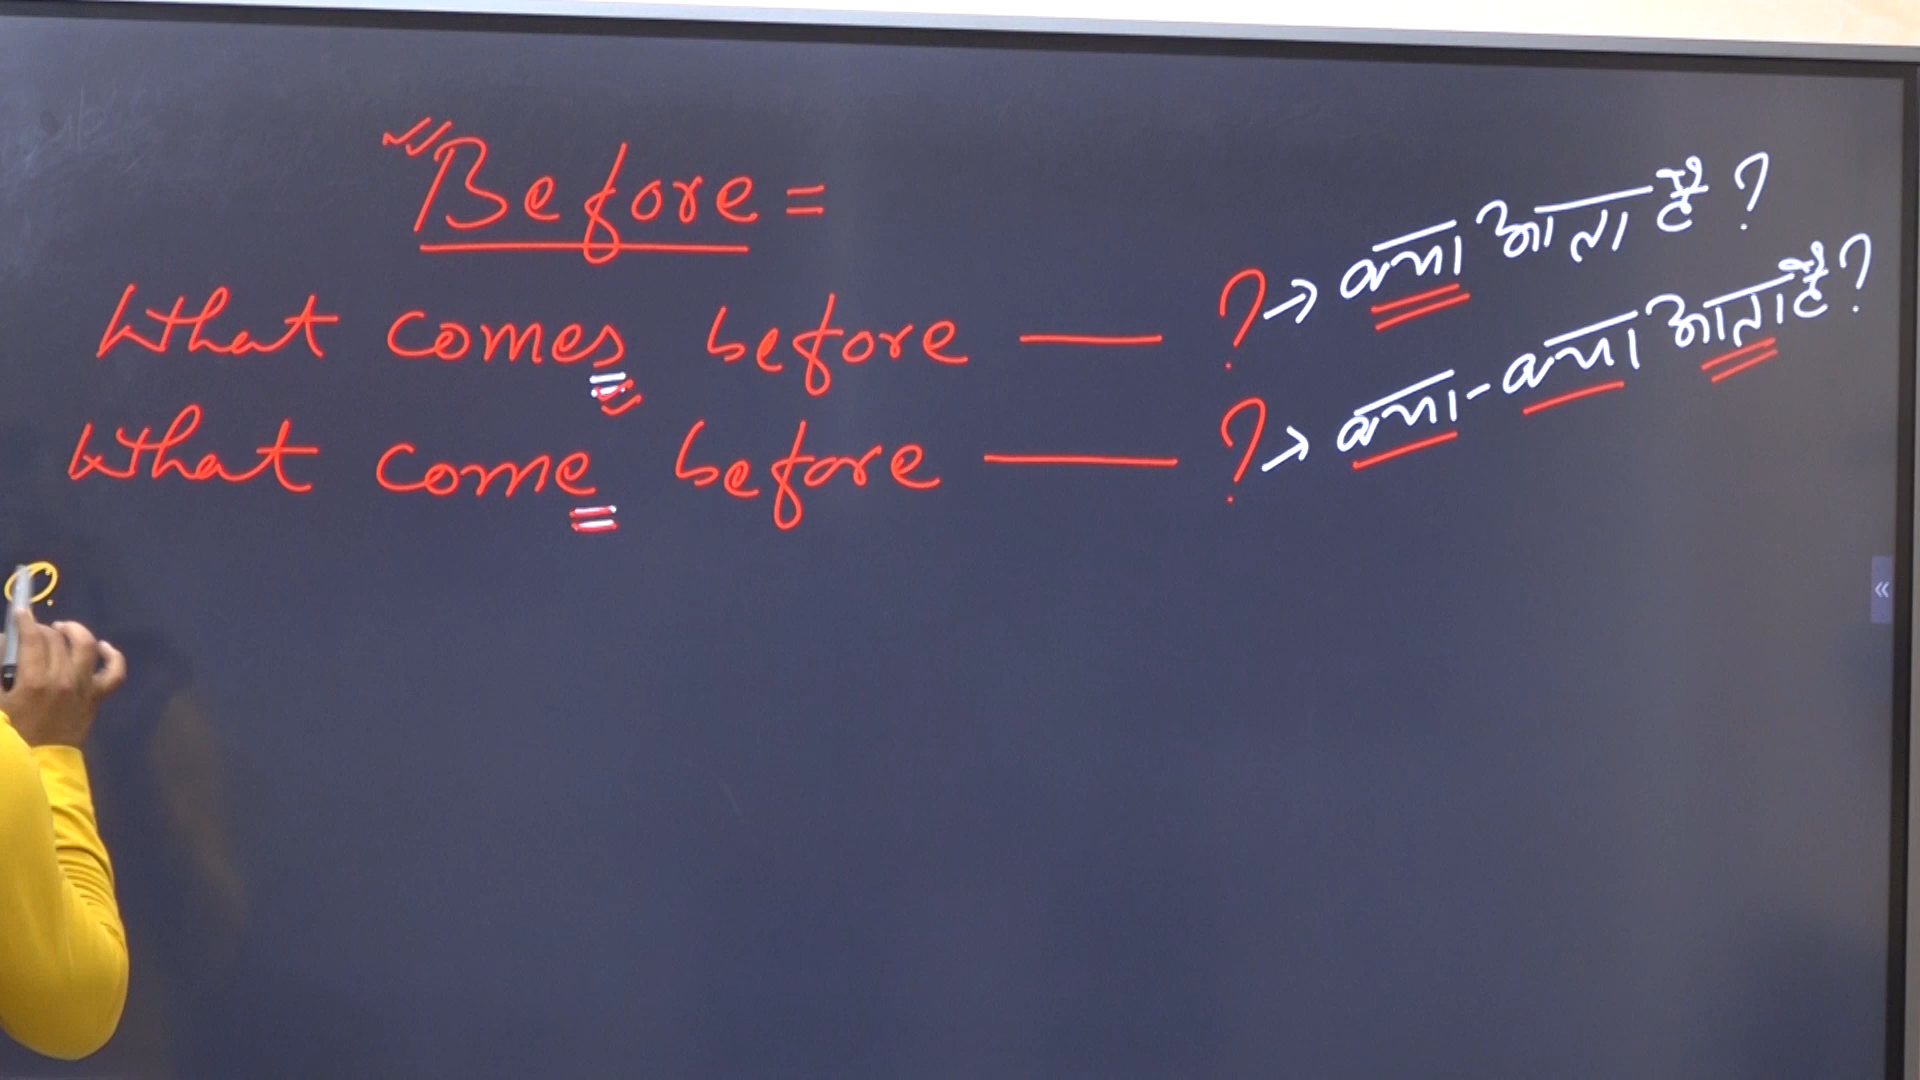 Before =
What comes before — ? → क्या आता है ?
What come before — ? → क्या - क्या आता है ?
Q.